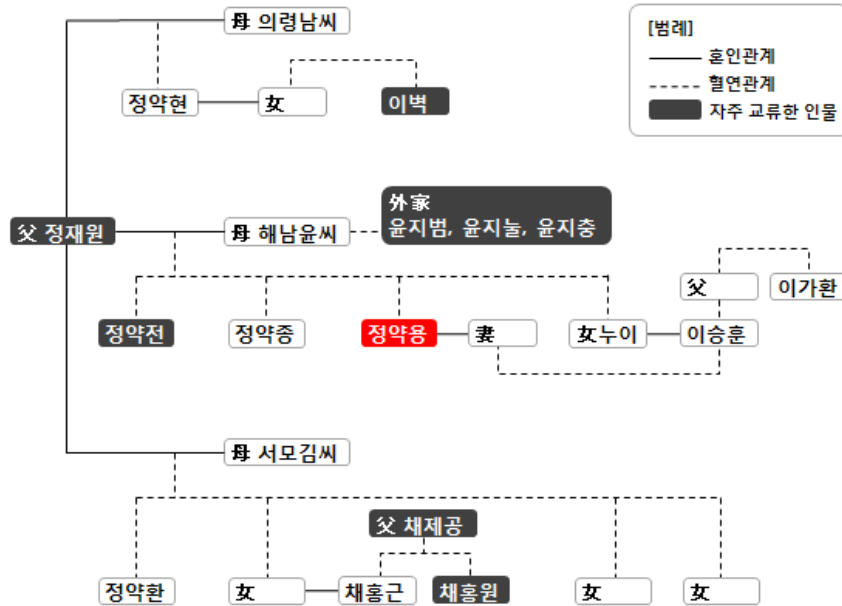 [범례]
혼인관계
혈연관계
자주 교류한 인물
母 의령남씨
정약현
女
이벽
父 정재원
母 해남윤씨
外家
윤지범, 윤지눌, 윤지충
父
이가환
정약전
정약종
정약용
妻
女누이
이승훈
母 서모김씨
父 채제공
정약환
女
채홍근
채홍원
女
女